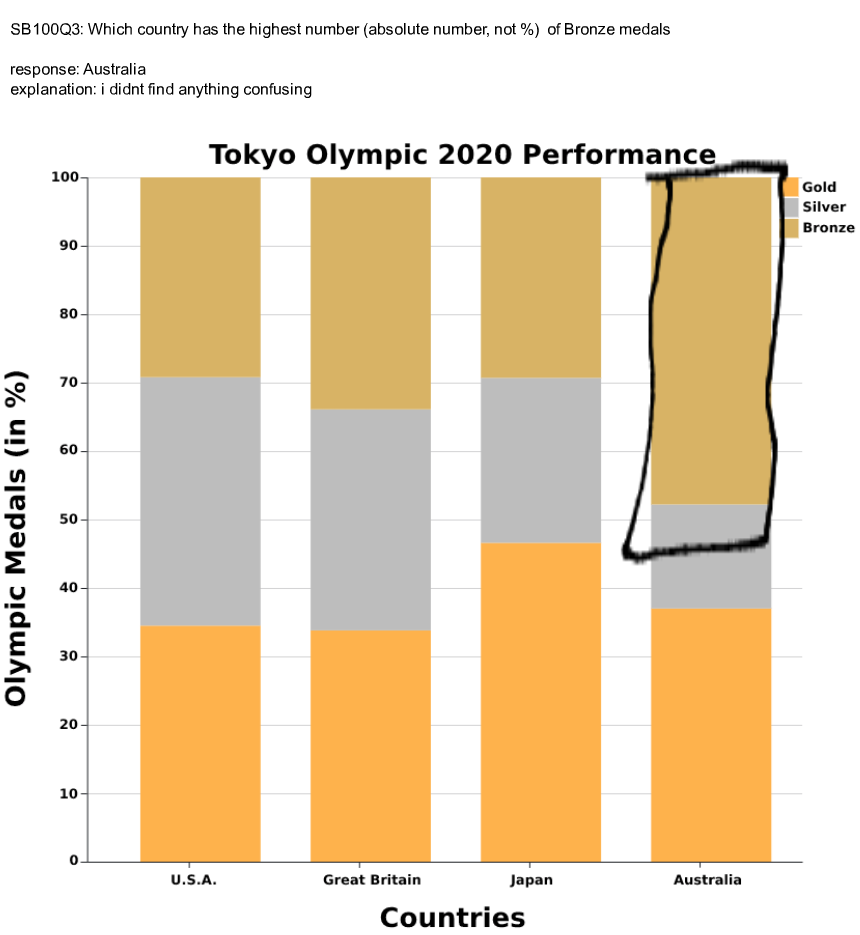 SB100Q3: Which country has the highest number (absolute number, not %)  of Bronze medals
response: Australia
explanation: i didnt find anything confusing
Tokyo Olympic 2020 Performance
Gold
Silver
Bronze
100
90
80
70
60
50
40
30
20
10
0
Olympic Medals (in %)
U.S.A.
Great Britain
Japan
Australia
Countries